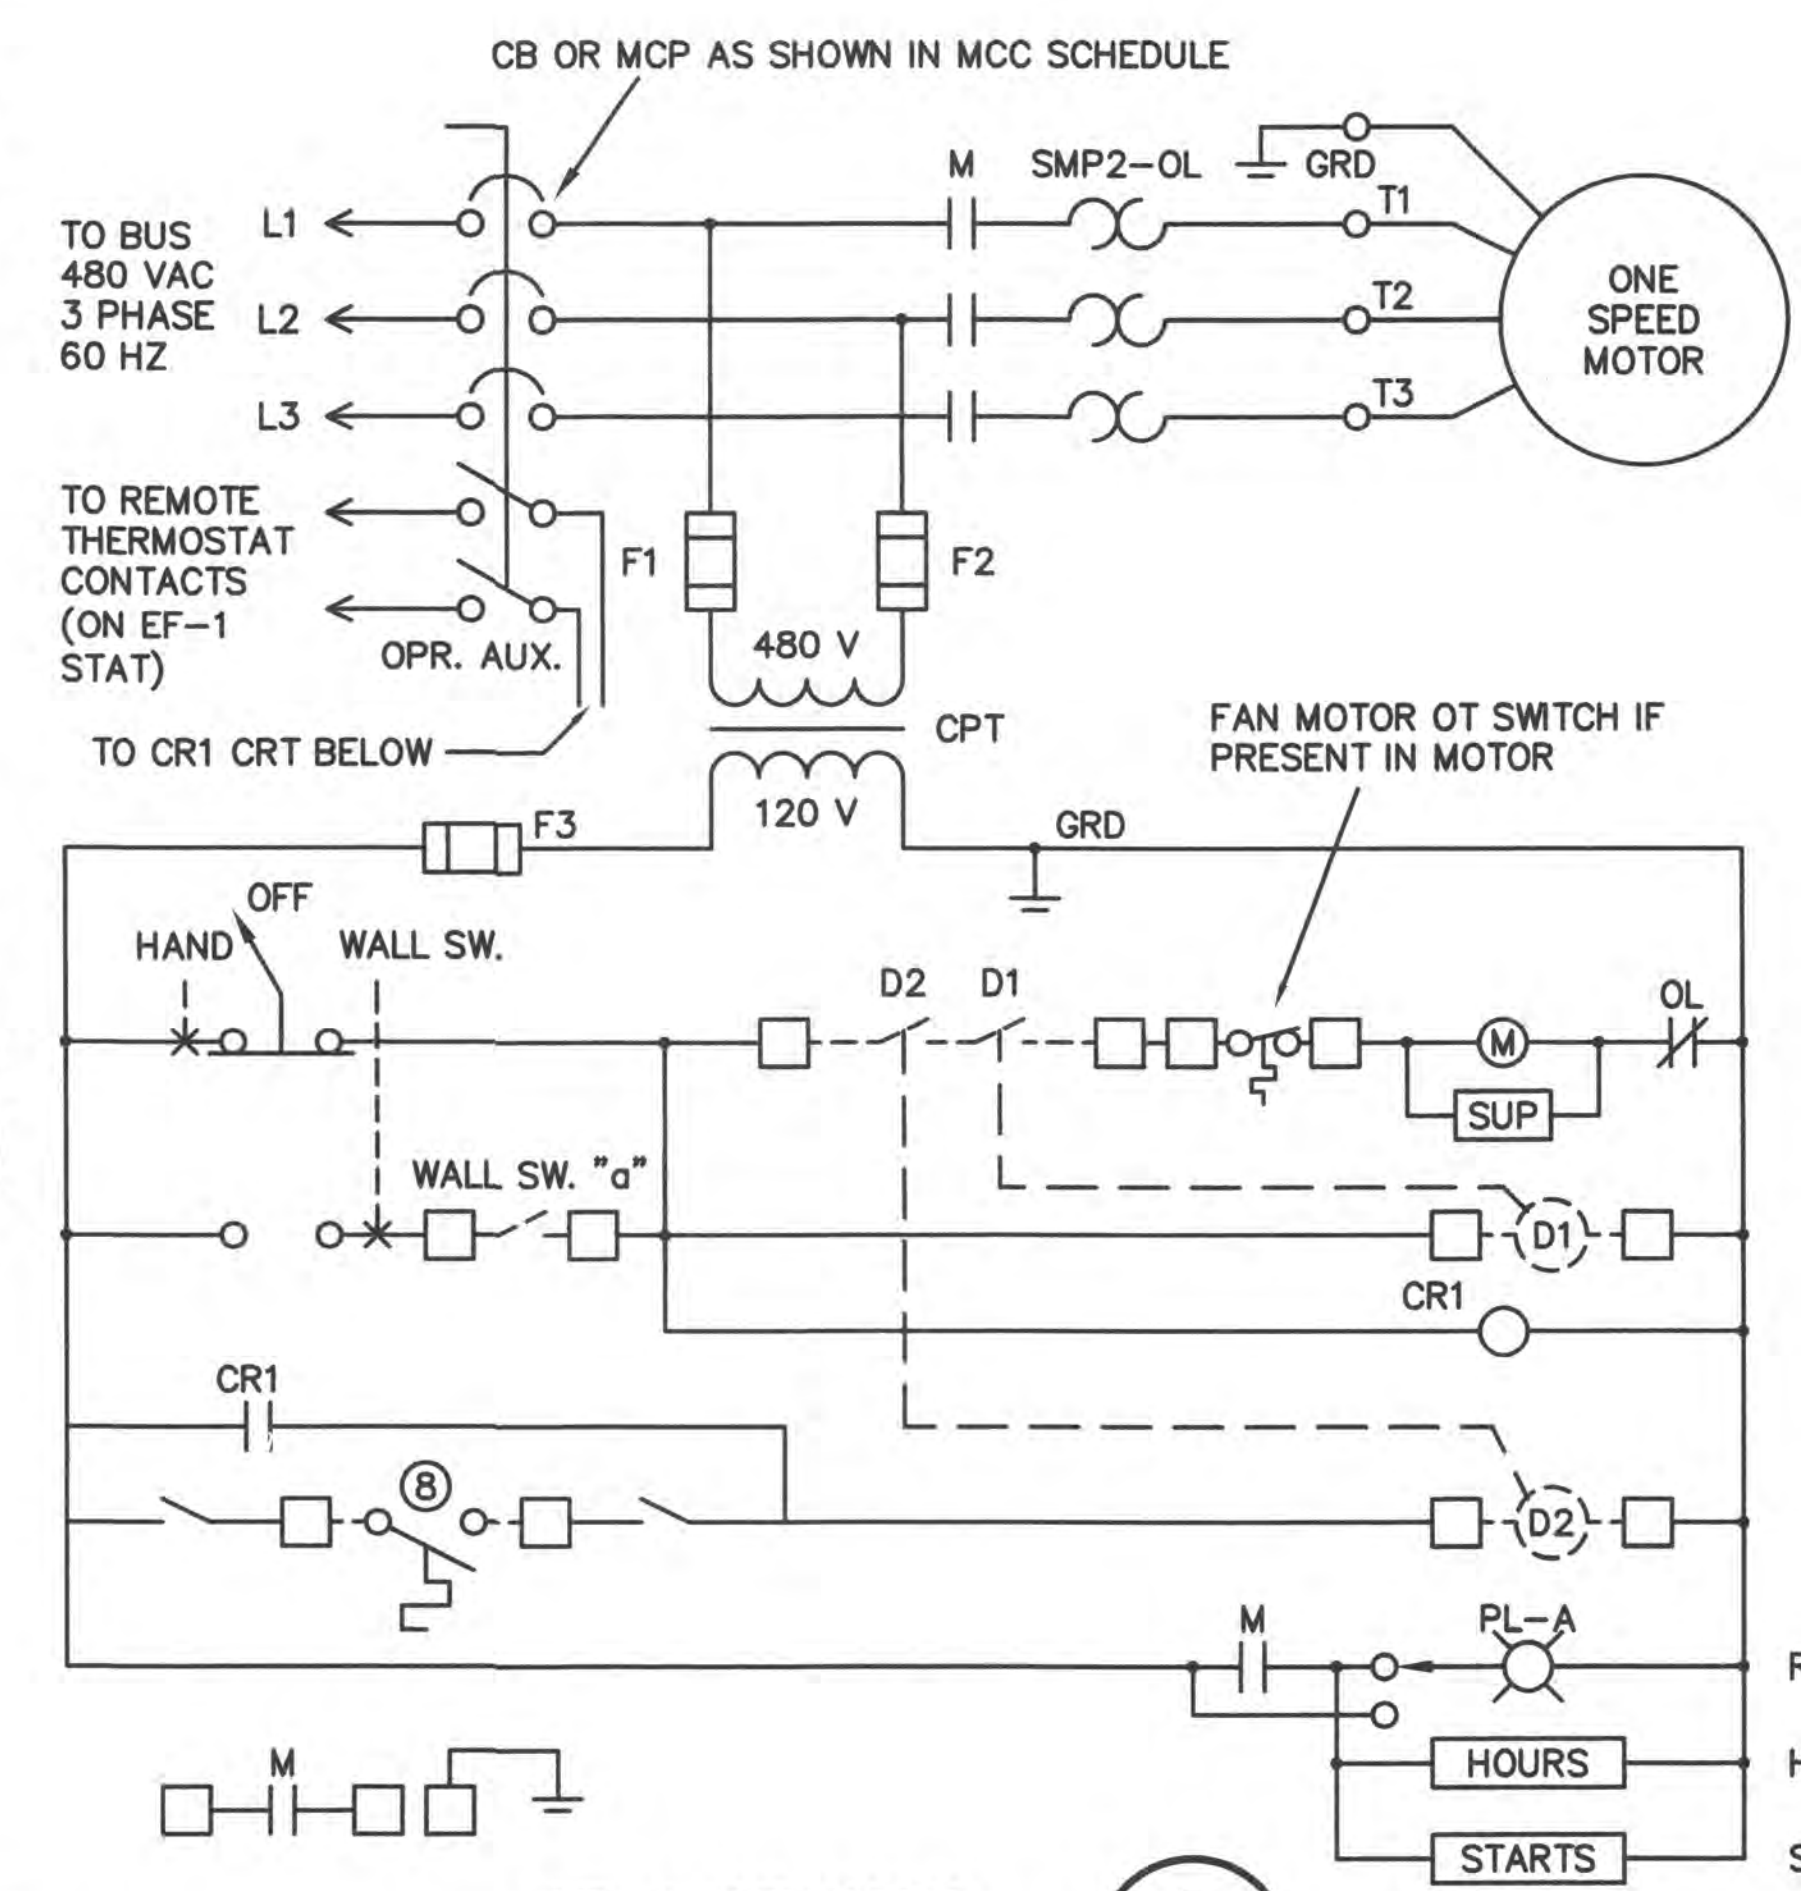 CB OR MCP AS SHOWN IN MCC SCHEDULE
M
SMP2-OL
GRD
T1
L1
TO BUS
480 VAC
3 PHASE
60 HZ
L2
T2
ONE
SPEED
MOTOR
L3
T3
TO REMOTE
THERMOSTAT
CONTACTS
(ON EF-1
STAT)
F1
F2
OPR. AUX.
480 V
TO CR1 CRT BELOW
CPT
FAN MOTOR OT SWITCH IF
PRESENT IN MOTOR
120 V
F3
GRD
OFF
HAND
WALL SW.
D2
D1
OL
M
SUP
WALL SW. "a"
D1
CR1
CR1
8
D2
M
PL-A
R
M
HOURS
H
STARTS
S